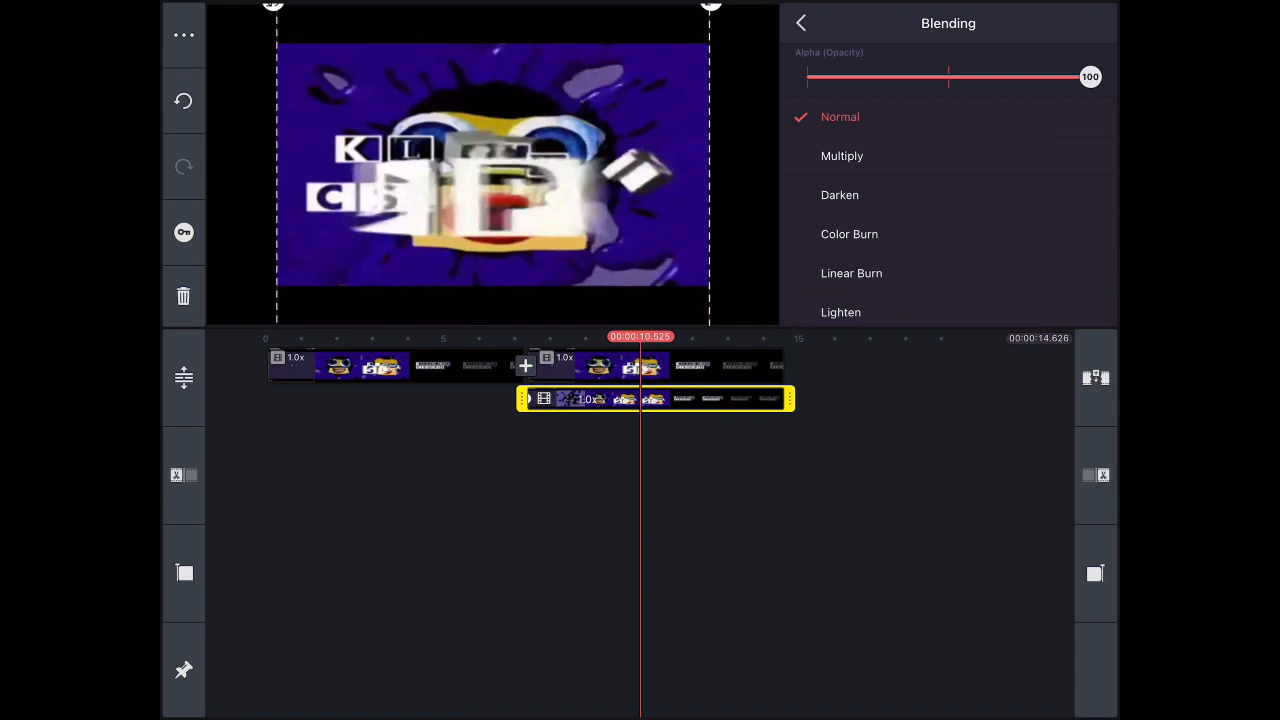 Blending
Alpha (Opacity)
100
Normal
Multiply
Darken
Color Burn
Linear Burn
Lighten
K L
C S
P
00:00:10.525
0
5
15
00:00:14.626
1.0x
1.0x
1.0x